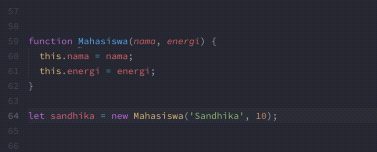 57
58
59 function Mahasiswa(nama, energi) {
60 this.nama = nama;
61 this.energi = energi;
62 }
63
64 let sandhika = new Mahasiswa('Sandhika', 10);
65
66